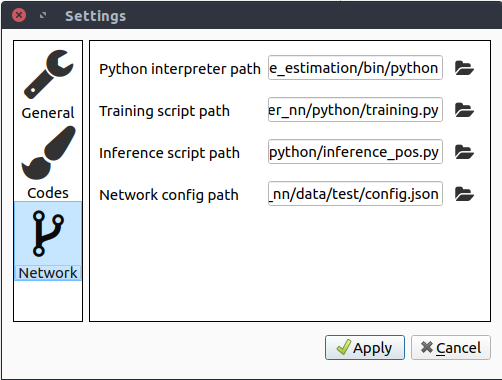 Settings
General
Codes
Network
Python interpreter path e_estimation/bin/python
Training script path er_nn/python/training.py
Inference script path python/inference_pos.py
Network config path _nn/data/test/config.json
Apply Cancel